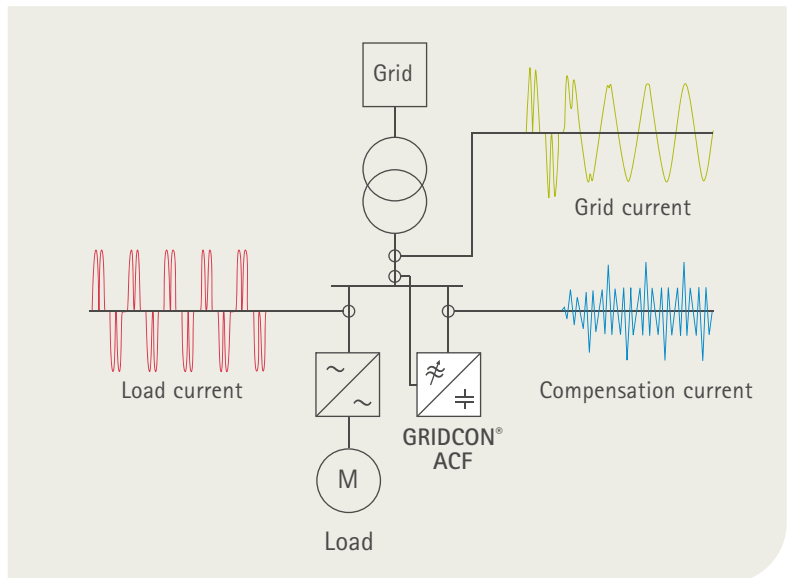 Grid
Grid current
Load current
Compensation current
GRIDCON®
ACF
M
Load